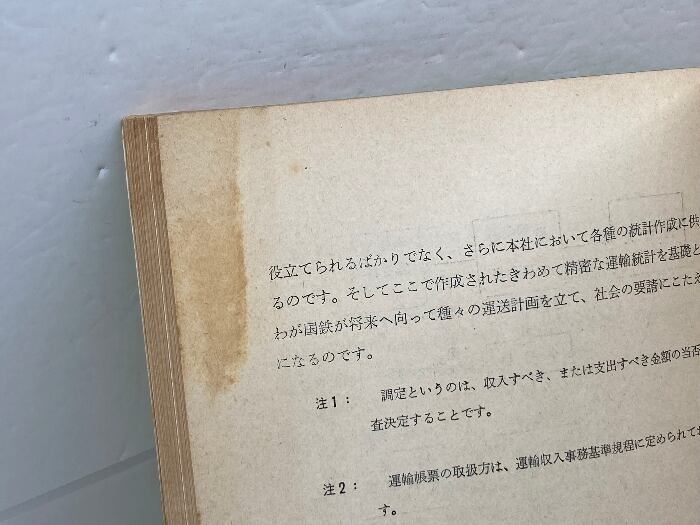 役立てられるばかりでなく、さらに本社において各種の統計作成に供
るのです。そしてここで作成されたきわめて精密な運輸統計を基礎と
わが国鉄が将来へ向って種々の運送計画を立て、社会の要請にこたえ
になるのです。
注1： 調定というのは、収入すべき、または支出すべき金額の当否
査決定することです。
注2： 運輸帳票の取扱方は、運輸収入事務基準規程に定められてお
す。